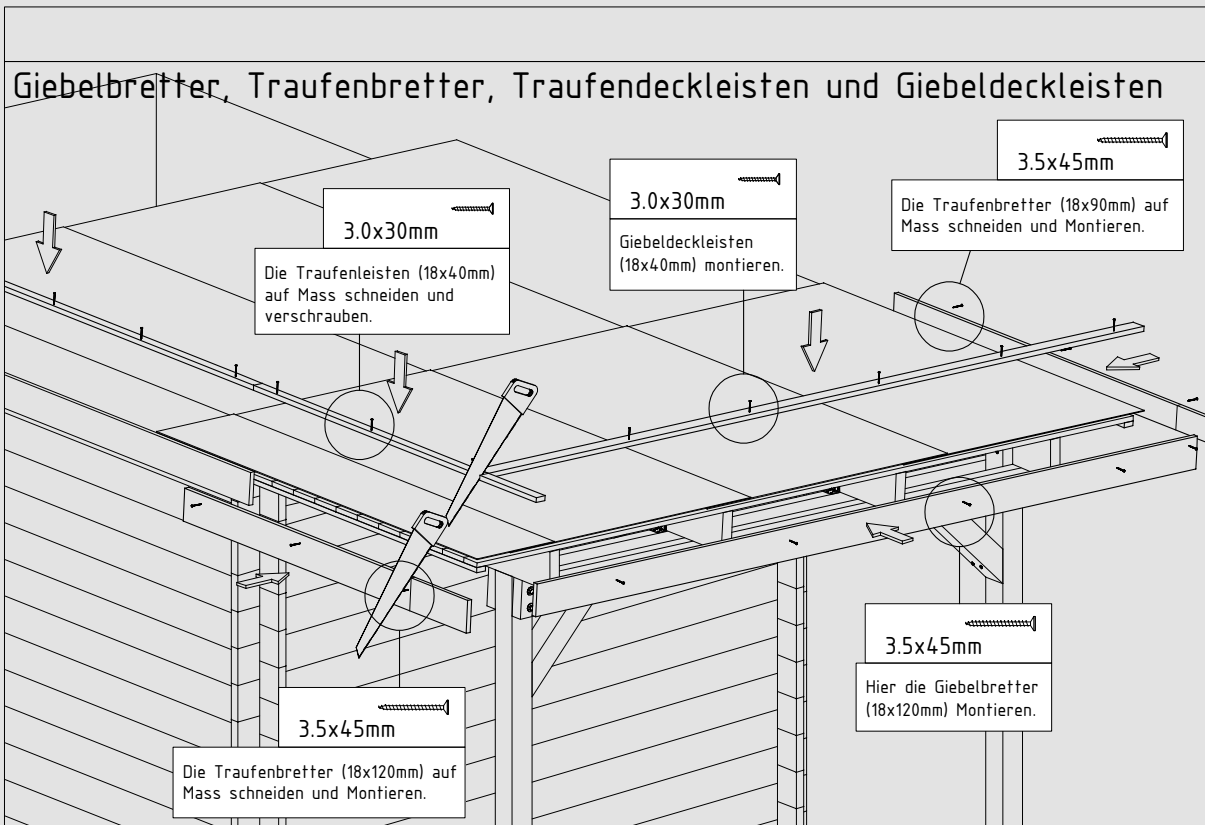 Giebelbretter, Traufenbretter, Traufendeckleisten und Giebeldeckleisten
3.5x45mm
Die Traufenbretter (18x90mm) auf
Mass schneiden und Montieren.
3.0x30mm
Giebeldeckleisten
(18x40mm) montieren.
3.0x30mm
Die Traufenleisten (18x40mm)
auf Mass schneiden und
verschrauben.
3.5x45mm
Hier die Giebelbretter
(18x120mm) Montieren.
3.5x45mm
Die Traufenbretter (18x120mm) auf
Mass schneiden und Montieren.